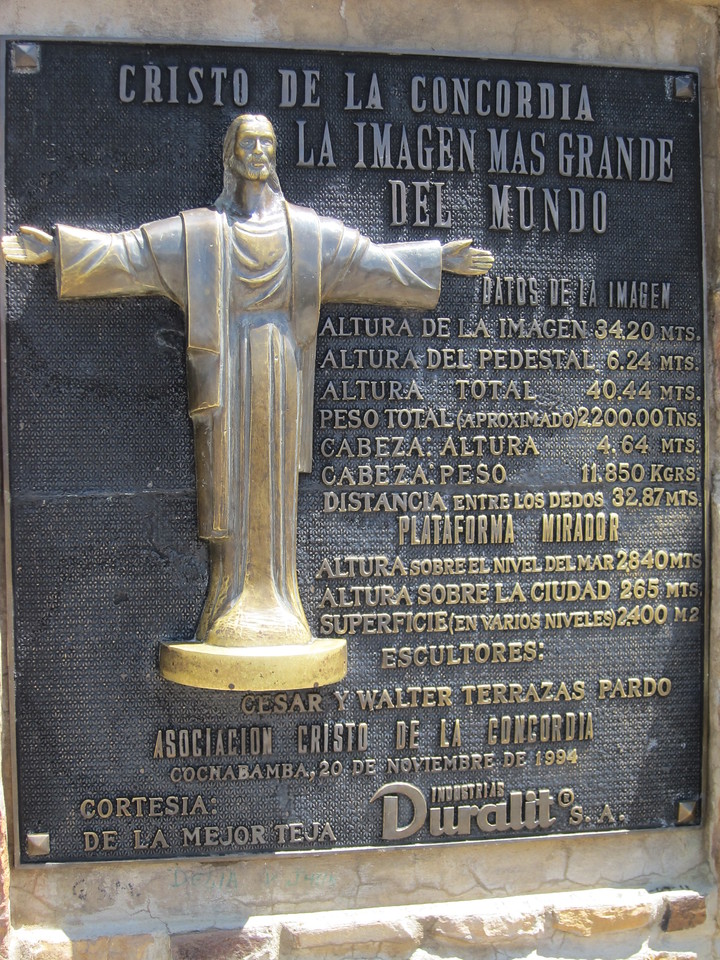 CRISTO DE LA CONCORDIA
LA IMAGEN MAS GRANDE
DEL MUNDO
DATOS DE LA IMAGEN
ALTURA DE LA IMAGEN 34.20 MTS.
ALTURA DEL PEDESTAL 6.24 MTS.
ALTURA TOTAL 40.44 MTS.
PESO TOTAL (APROXIMADO) 2.200.00 TNS.
CABEZA: ALTURA 4.64 MTS.
CABEZA: PESO 11.850 KGRS.
DISTANCIA ENTRE LOS DEDOS 32.87 MTS.
PLATAFORMA MIRADOR
ALTURA SOBRE EL NIVEL DEL MAR 2840 MTS
ALTURA SOBRE LA CIUDAD 265 MTS.
SUPERFICIE (EN VARIOS NIVELES) 2.400 M2
ESCULTORES:
CESAR Y WALTER TERRAZAS PARDO
ASOCIACION CRISTO DE LA CONCORDIA
COCHABAMBA, 20 DE NOVIEMBRE DE 1994
CORTESIA:
DE LA MEJOR TEJA
INDUSTRIAS
Duralit ® S.A.